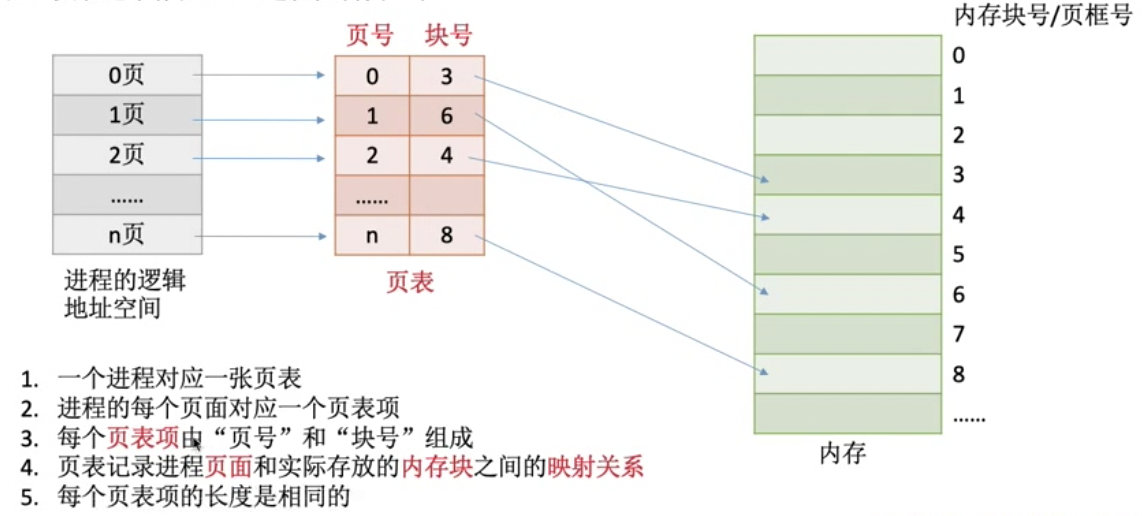 内存块号/页框号
页号 块号
0页 0 3 0
1页 1 6 1
2页 2 4 2
...... ...... 3
n页 n 8 4
5
6
7
8
......
进程的逻辑
地址空间
页表
内存
1. 一个进程对应一张页表
2. 进程的每个页面对应一个页表项
3. 每个页表项由“页号”和“块号”组成
4. 页表记录进程页面和实际存放的内存块之间的映射关系
5. 每个页表项的长度是相同的